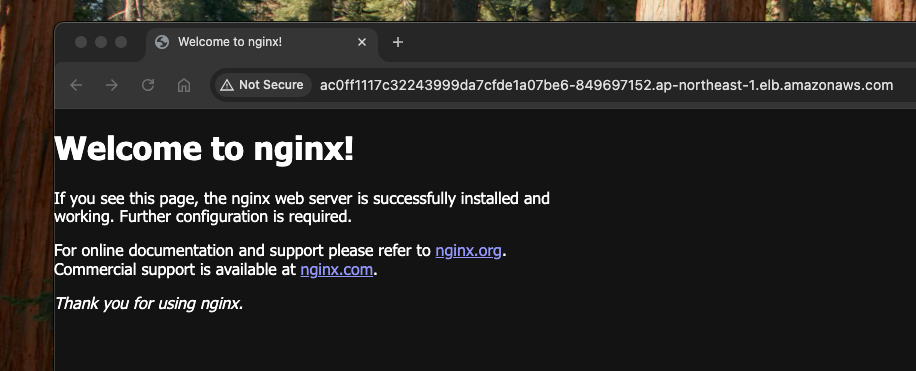 Welcome to nginx!
Not Secure
ac0ff1117c32243999da7cfde1a07be6-849697152.ap-northeast-1.elb.amazonaws.com
Welcome to nginx!
If you see this page, the nginx web server is successfully installed and
working. Further configuration is required.
For online documentation and support please refer to nginx.org.
Commercial support is available at nginx.com.
Thank you for using nginx.